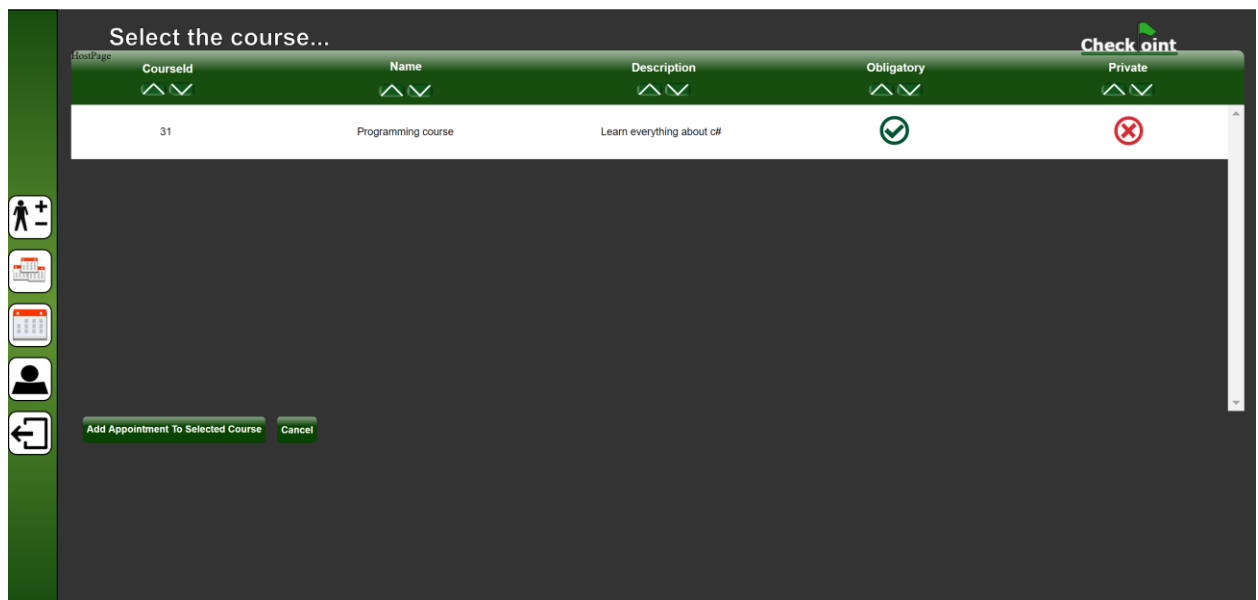 Select the course...
Check oint
HostPage
CourseId Name Description Obligatory Private
31 Programming course Learn everything about c#
Add Appointment To Selected Course Cancel